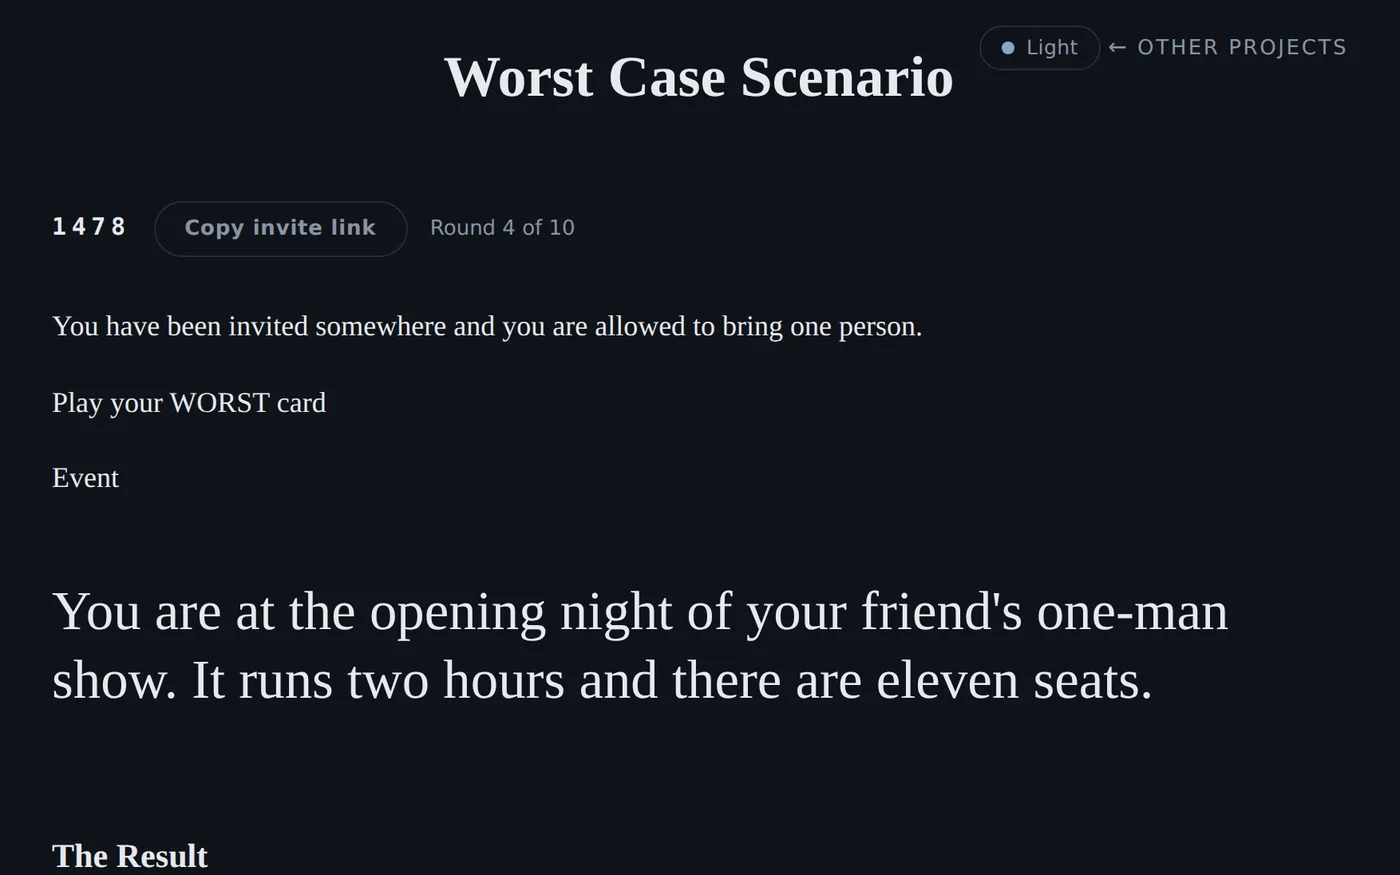 Light
← OTHER PROJECTS
Worst Case Scenario
1478
Copy invite link
Round 4 of 10
You have been invited somewhere and you are allowed to bring one person.
Play your WORST card
Event
You are at the opening night of your friend's one-man
show. It runs two hours and there are eleven seats.
The Result